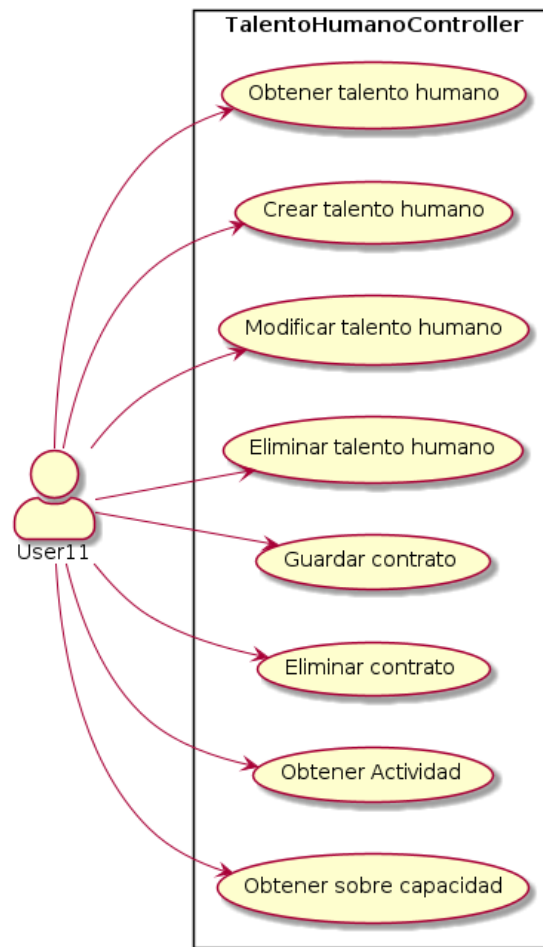 TalentoHumanoController
Obtener talento humano
Crear talento humano
Modificar talento humano
Eliminar talento humano
User11
Guardar contrato
Eliminar contrato
Obtener Actividad
Obtener sobre capacidad